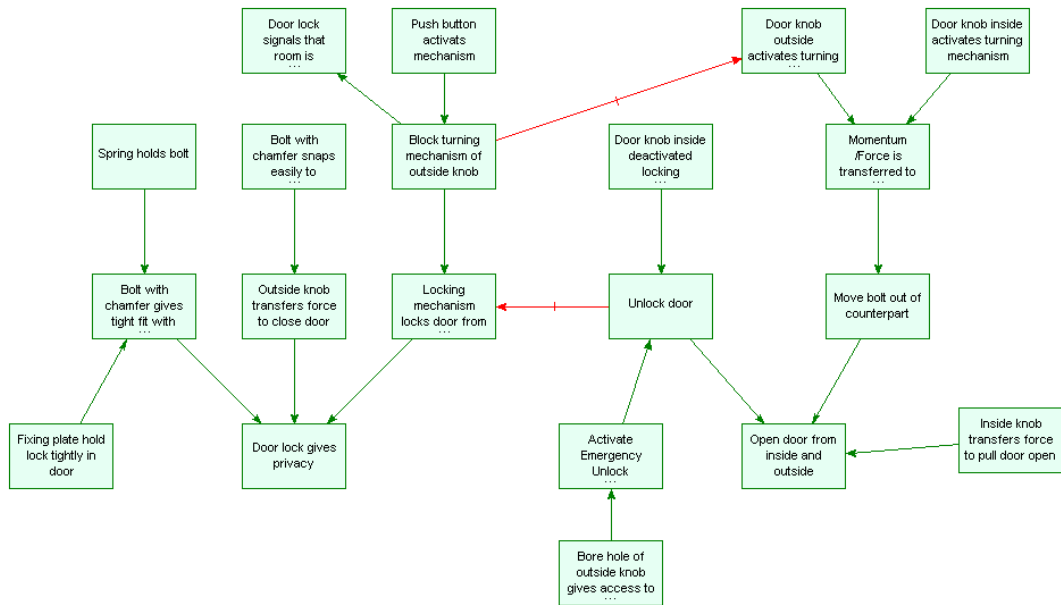 Door lock
signals that
room is
...
Push button
activats
mechanism
Door knob
outside
activates turning
...
Door knob inside
activates turning
mechanism
Spring holds bolt
Bolt with
chamfer snaps
easily to
...
Block turning
mechanism of
outside knob
Door knob inside
deactivated
locking
...
Momentum
/Force is
transferred to
...
Bolt with
chamfer gives
tight fit with
...
Outside knob
transfers force
to close door
Locking
mechanism
locks door from
...
Unlock door
Move bolt out of
counterpart
Fixing plate hold
lock tightly in
door
Door lock gives
privacy
Activate
Emergency
Unlock
...
Open door from
inside and
outside
Inside knob
transfers force
to pull door open
Bore hole of
outside knob
gives access to
...